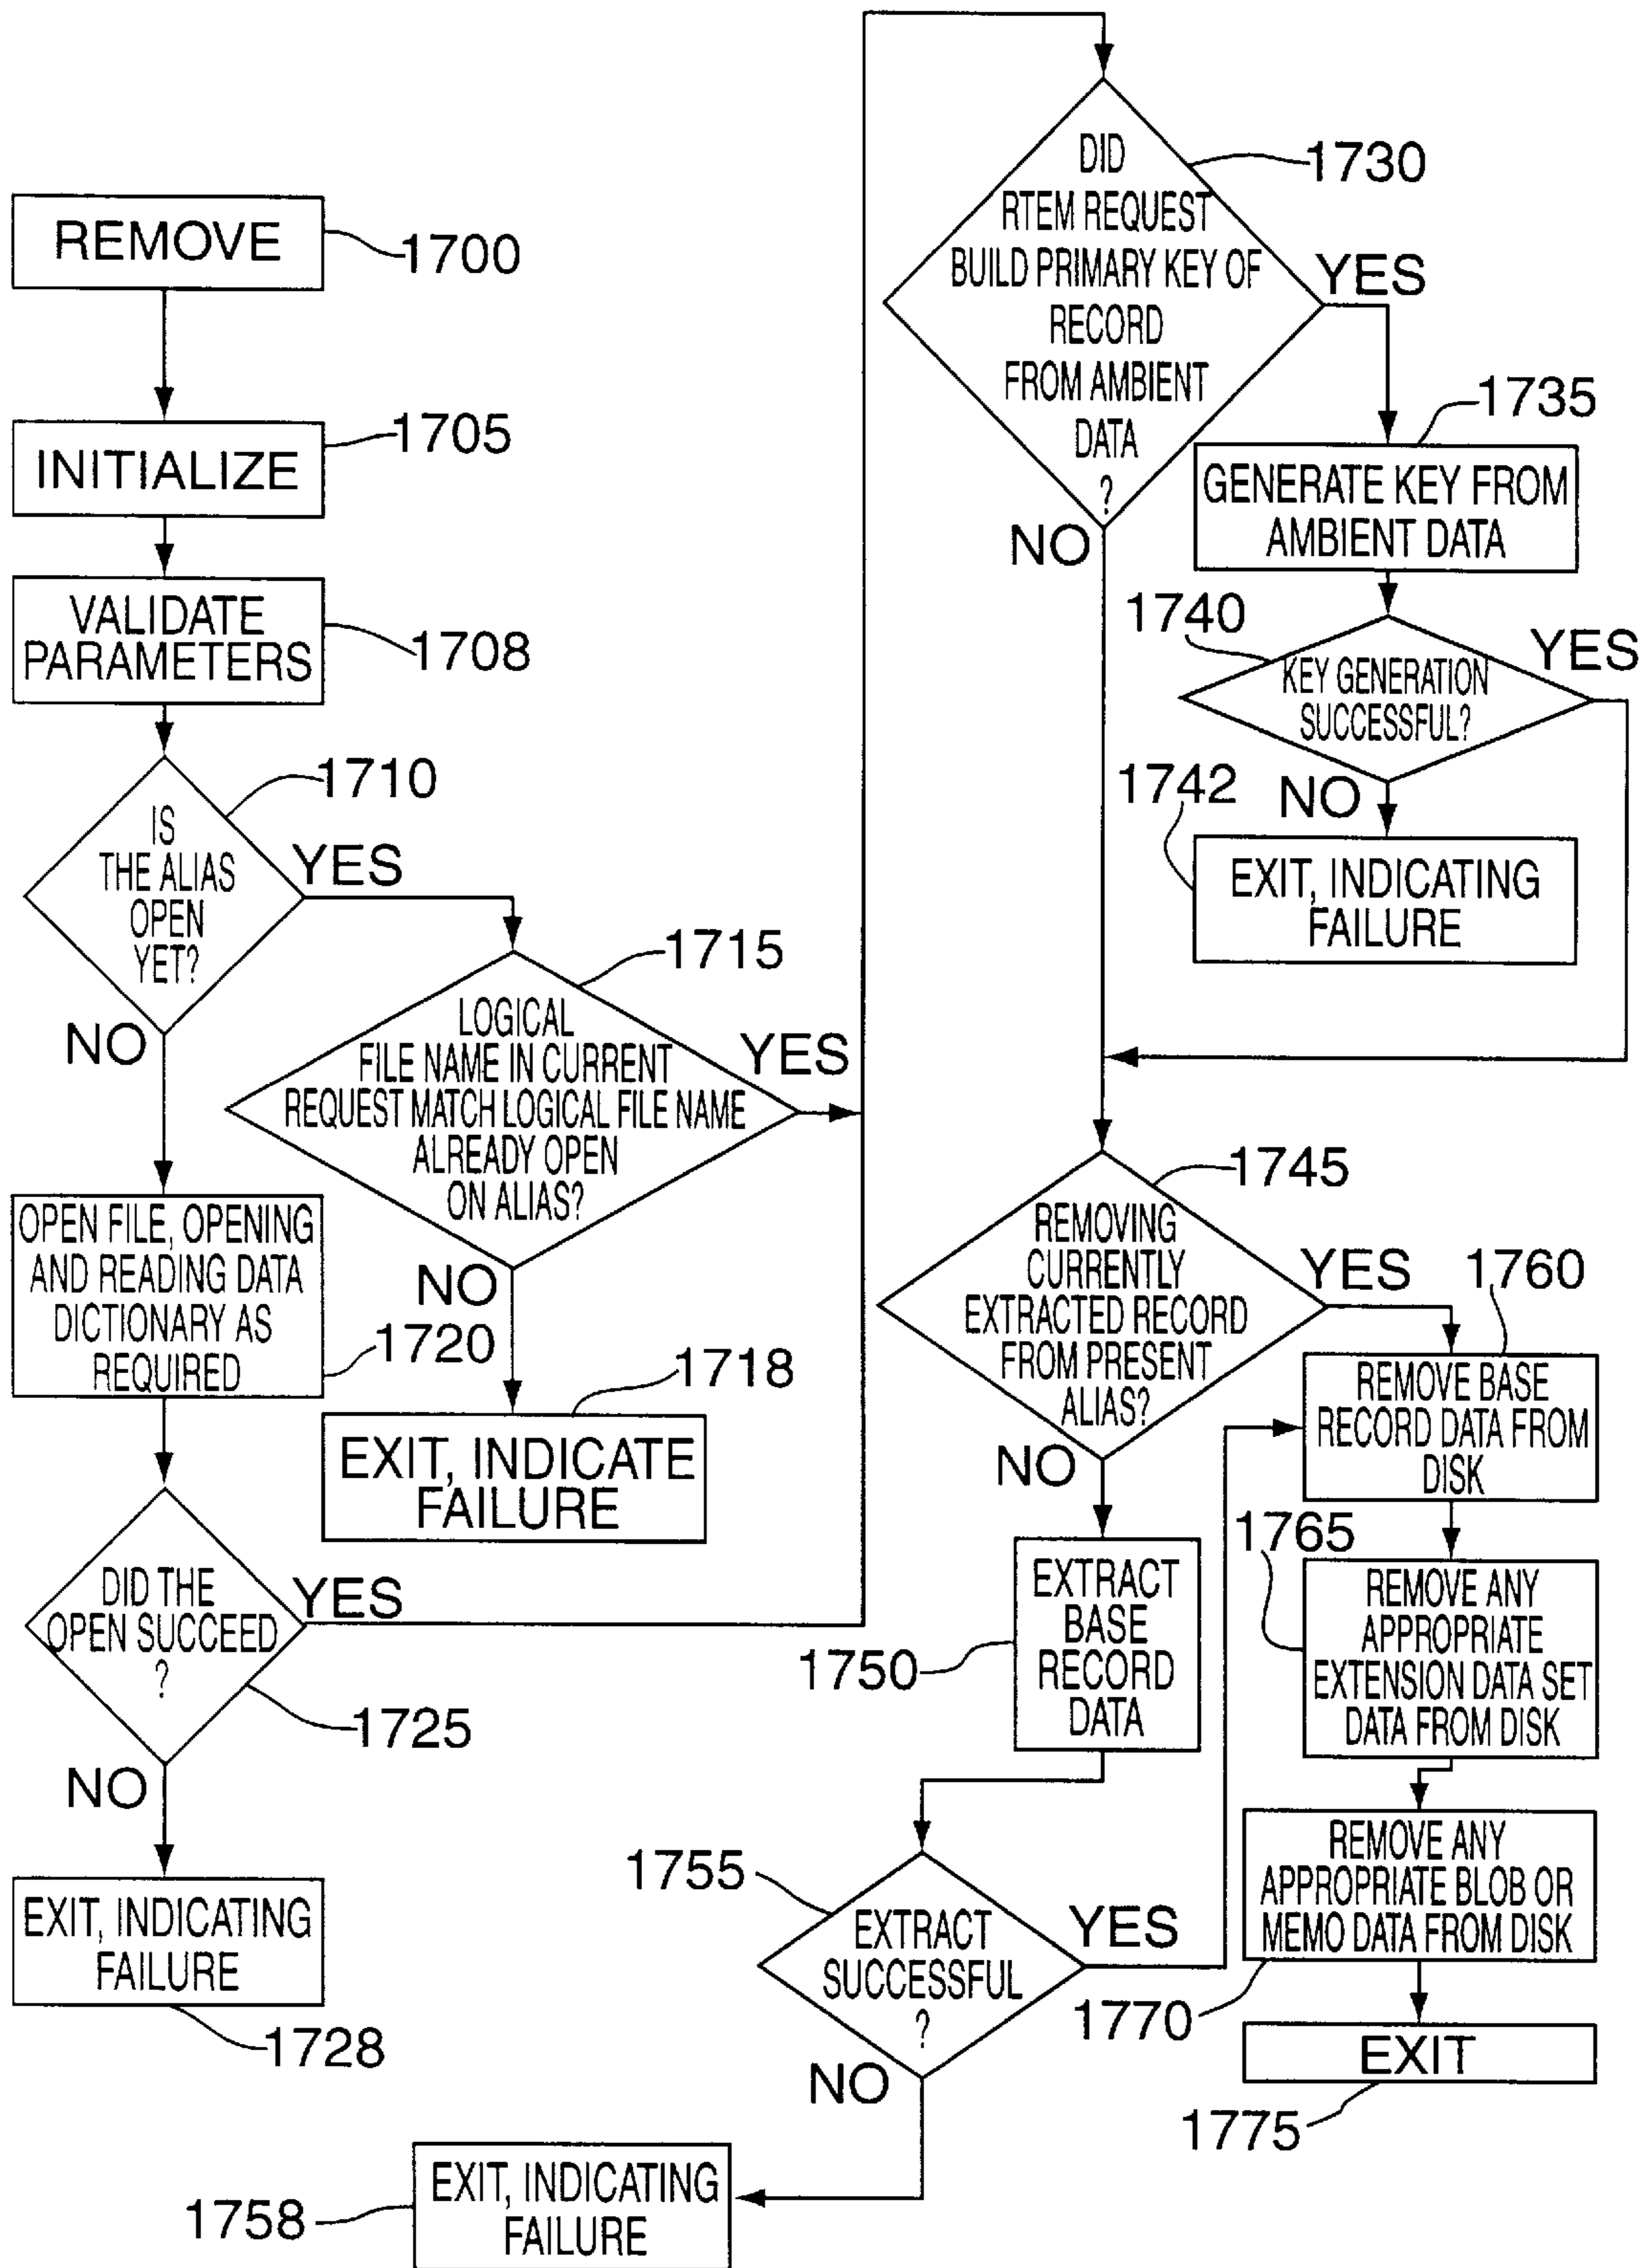 REMOVE
1700
INITIALIZE
1705
VALIDATE
PARAMETERS
1708
IS
THE ALIAS
OPEN
YET?
1710
YES
NO
LOGICAL
FILE NAME IN CURRENT
REQUEST MATCH LOGICAL FILE NAME
ALREADY OPEN
ON ALIAS?
1715
YES
NO
EXIT, INDICATE
FAILURE
1718
OPEN FILE, OPENING
AND READING DATA
DICTIONARY AS
REQUIRED
1720
DID THE
OPEN SUCCEED
?
1725
YES
NO
EXIT, INDICATING
FAILURE
1728
DID
RTEM REQUEST
BUILD PRIMARY KEY OF
RECORD
FROM AMBIENT
DATA
?
1730
YES
NO
1735
GENERATE KEY FROM
AMBIENT DATA
1740
KEY GENERATION
SUCCESSFUL?
YES
NO
1742
EXIT, INDICATING
FAILURE
1745
REMOVING
CURRENTLY
EXTRACTED RECORD
FROM PRESENT
ALIAS?
YES
NO
EXTRACT
BASE
RECORD
DATA
1750
1755
EXTRACT
SUCCESSFUL
?
YES
NO
EXIT, INDICATING
FAILURE
1758
1760
REMOVE BASE
RECORD DATA FROM
DISK
1765
REMOVE ANY
APPROPRIATE
EXTENSION DATA SET
DATA FROM DISK
REMOVE ANY
APPROPRIATE BLOB OR
MEMO DATA FROM DISK
1770
EXIT
1775